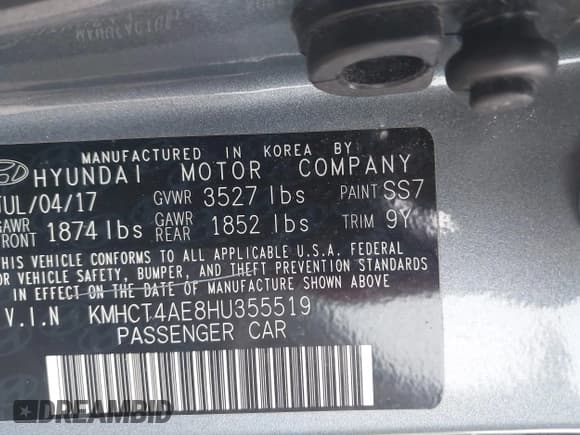 MANUFACTURED IN KOREA BY
HYUNDAI MOTOR COMPANY
JUL/04/17 GVWR 3527 lbs PAINT SS7
GAWR FRONT 1874 lbs GAWR REAR 1852 lbs TRIM 9Y
THIS VEHICLE CONFORMS TO ALL APPLICABLE U.S.A. FEDERAL
MOTOR VEHICLE SAFETY, BUMPER, AND THEFT PREVENTION STANDARDS
IN EFFECT ON THE DATE OF MANUFACTURE SHOWN ABOVE.
V.I.N KMHCT4AE8HU355519
PASSENGER CAR
DREAMBID